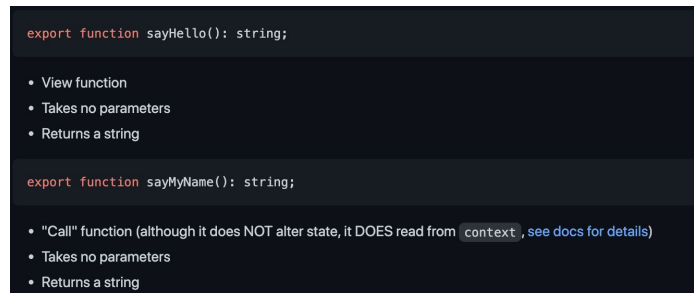 export function sayHello(): string;
• View function
• Takes no parameters
• Returns a string
export function sayMyName(): string;
• "Call" function (although it does NOT alter state, it DOES read from context, see docs for details)
• Takes no parameters
• Returns a string